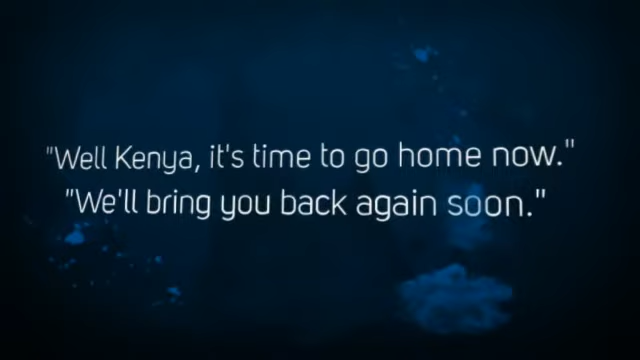 "Well Kenya, it's time to go home now."
"We'll bring you back again soon."